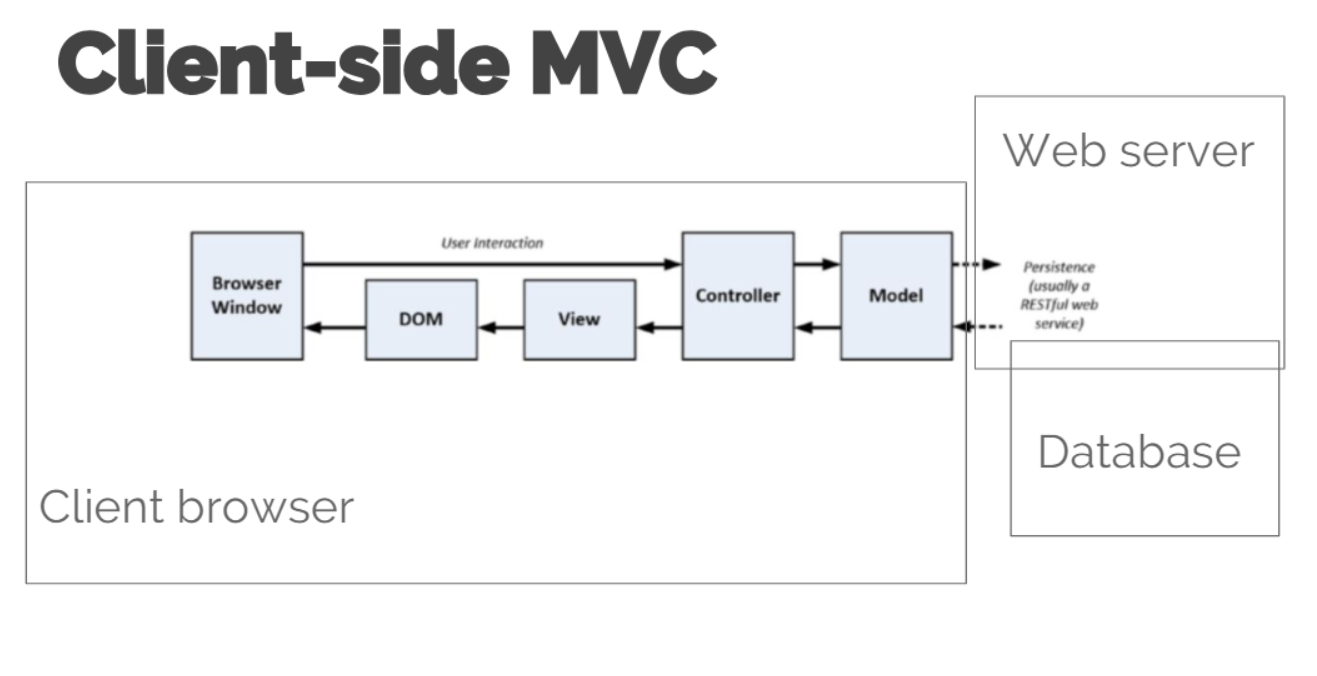 Client-side MVC
Web server
User Interaction
Browser
Window
DOM
View
Controller
Model
Persistence
(usually a
RESTful web
service)
Database
Client browser